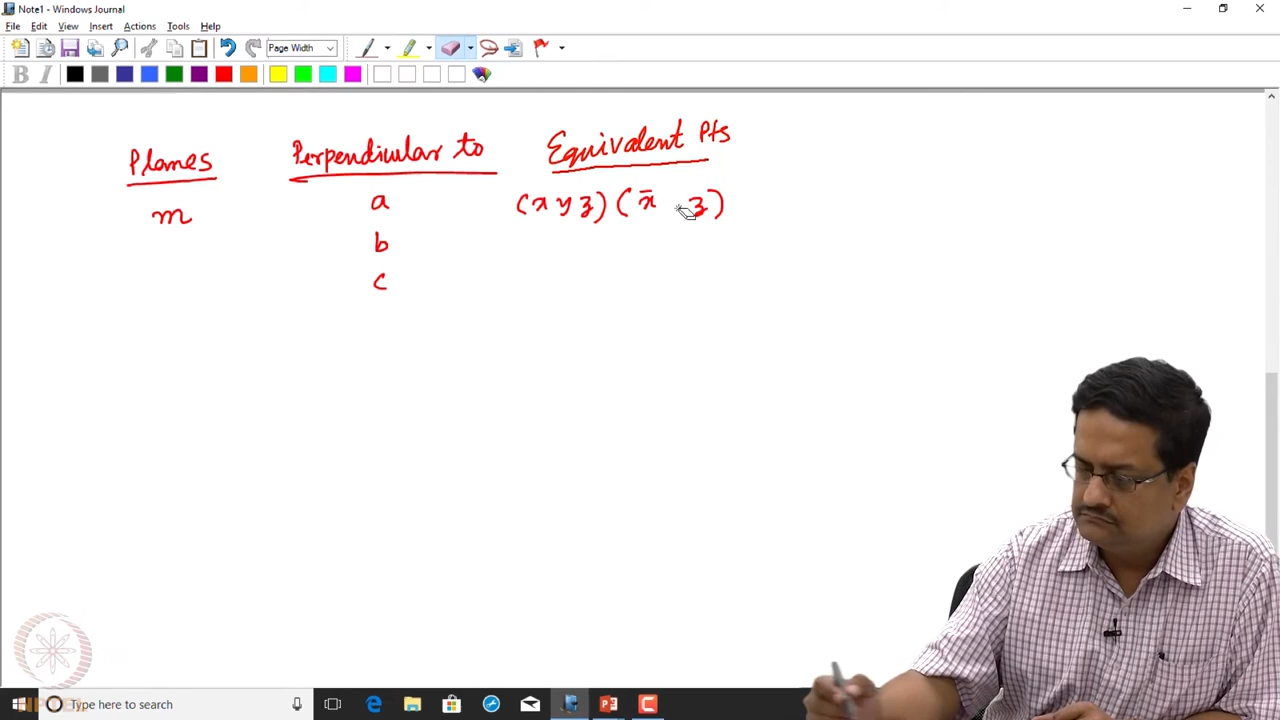 Note1 - Windows Journal
File Edit View Insert Actions Tools Help
Page Width
B I
Planes Perpendicular to Equivalent Pts
m a (x y z) (x̄ z)
b
c
Type here to search